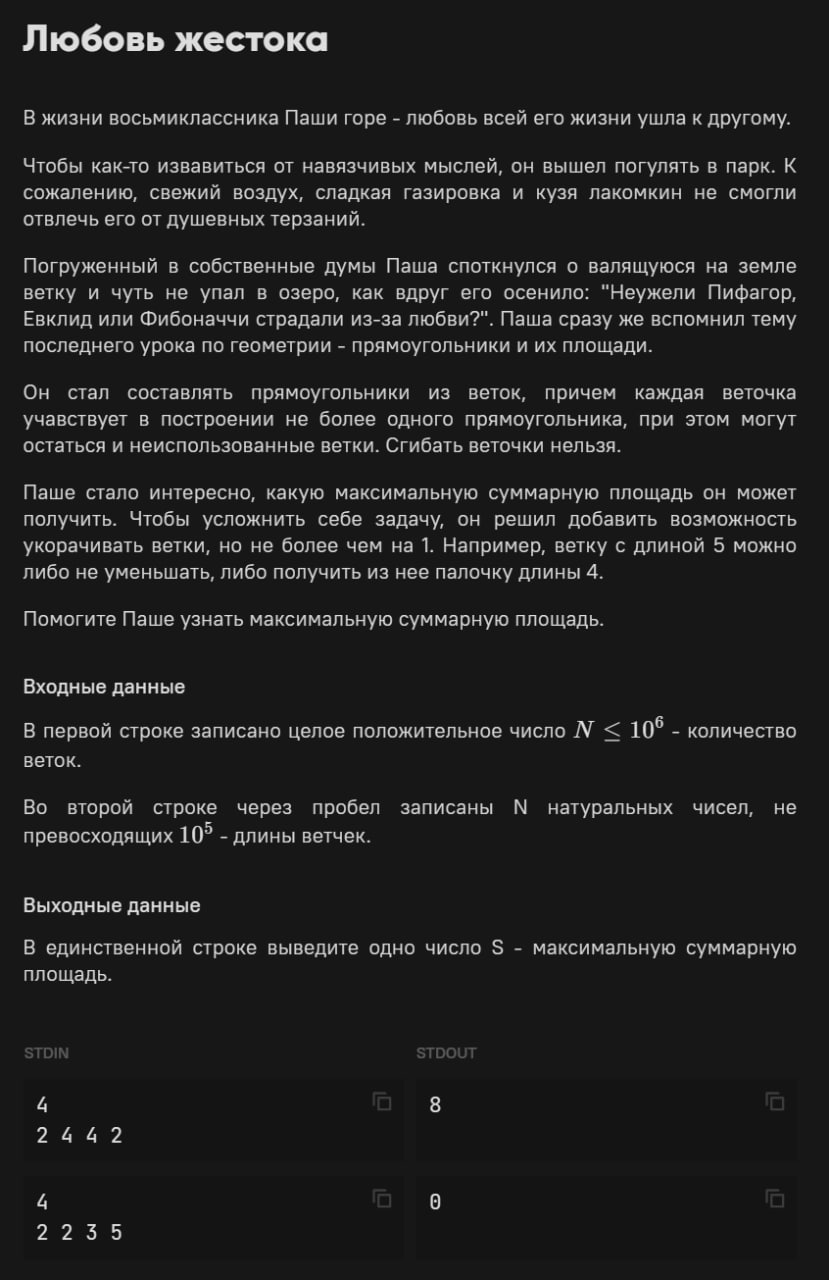 Любовь жестока
В жизни восьмиклассника Паши горе - любовь всей его жизни ушла к другому.
Чтобы как-то извавиться от навязчивых мыслей, он вышел погулять в парк. К
сожалению, свежий воздух, сладкая газировка и кузя лакомкин не смогли
отвлечь его от душевных терзаний.
Погруженный в собственные думы Паша споткнулся о валящуюся на земле
ветку и чуть не упал в озеро, как вдруг его осенило: "Неужели Пифагор,
Евклид или Фибоначчи страдали из-за любви?". Паша сразу же вспомнил тему
последнего урока по геометрии - прямоугольники и их площади.
Он стал составлять прямоугольники из веток, причем каждая веточка
учавствует в построении не более одного прямоугольника, при этом могут
остаться и неиспользованные ветки. Сгибать веточки нельзя.
Паше стало интересно, какую максимальную суммарную площадь он может
получить. Чтобы усложнить себе задачу, он решил добавить возможность
укорачивать ветки, но не более чем на 1. Например, ветку с длиной 5 можно
либо не уменьшать, либо получить из нее палочку длины 4.
Помогите Паше узнать максимальную суммарную площадь.
Входные данные
В первой строке записано целое положительное число N ≤ 10⁶ - количество
веток.
Во второй строке через пробел записаны N натуральных чисел, не
превосходящих 10⁵ - длины ветчек.
Выходные данные
В единственной строке выведите одно число S - максимальную суммарную
площадь.
STDIN STDOUT
4 8
2 4 4 2
4 0
2 2 3 5